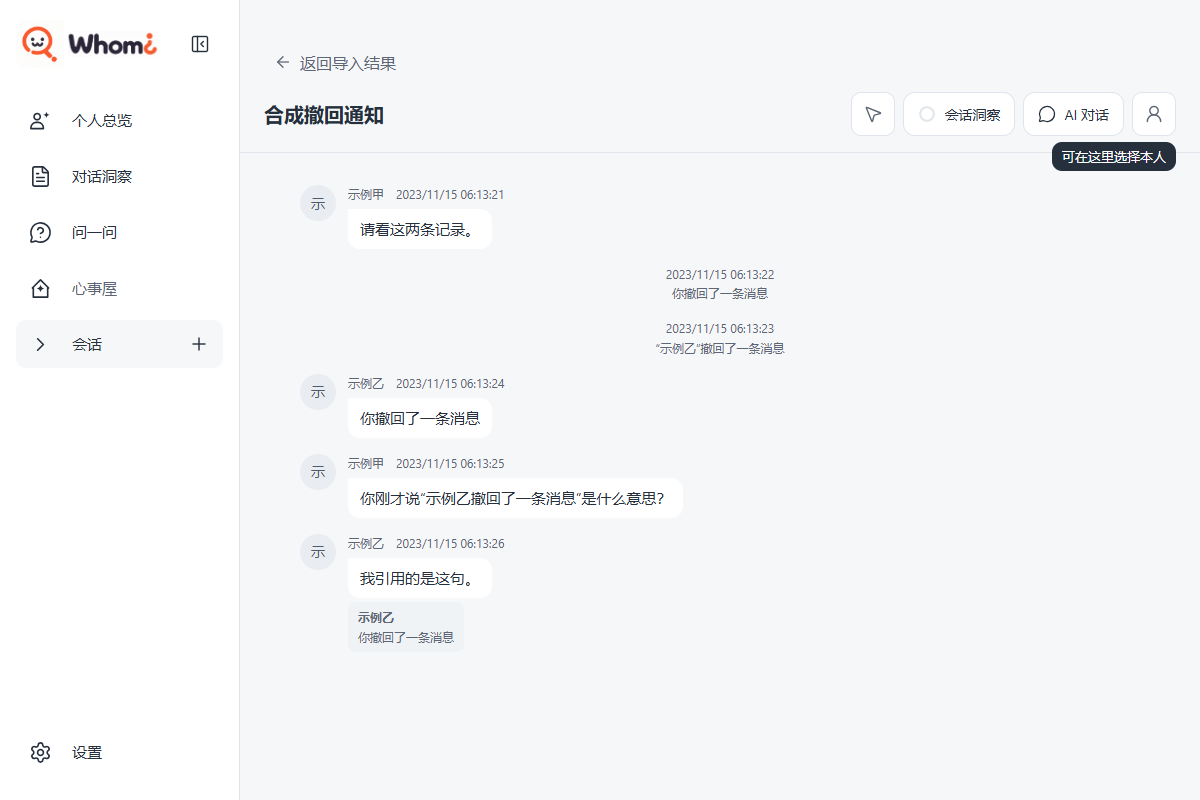 Whomi
个人总览
对话洞察
问一问
心事屋
会话
设置
返回导入结果
合成撤回通知
会话洞察
AI 对话
可在这里选择本人
示
示例甲 2023/11/15 06:13:21
请看这两条记录。
2023/11/15 06:13:22
你撤回了一条消息
2023/11/15 06:13:23
“示例乙”撤回了一条消息
示
示例乙 2023/11/15 06:13:24
你撤回了一条消息
示
示例甲 2023/11/15 06:13:25
你刚才说“示例乙撤回了一条消息”是什么意思？
示
示例乙 2023/11/15 06:13:26
我引用的是这句。
示例乙
你撤回了一条消息